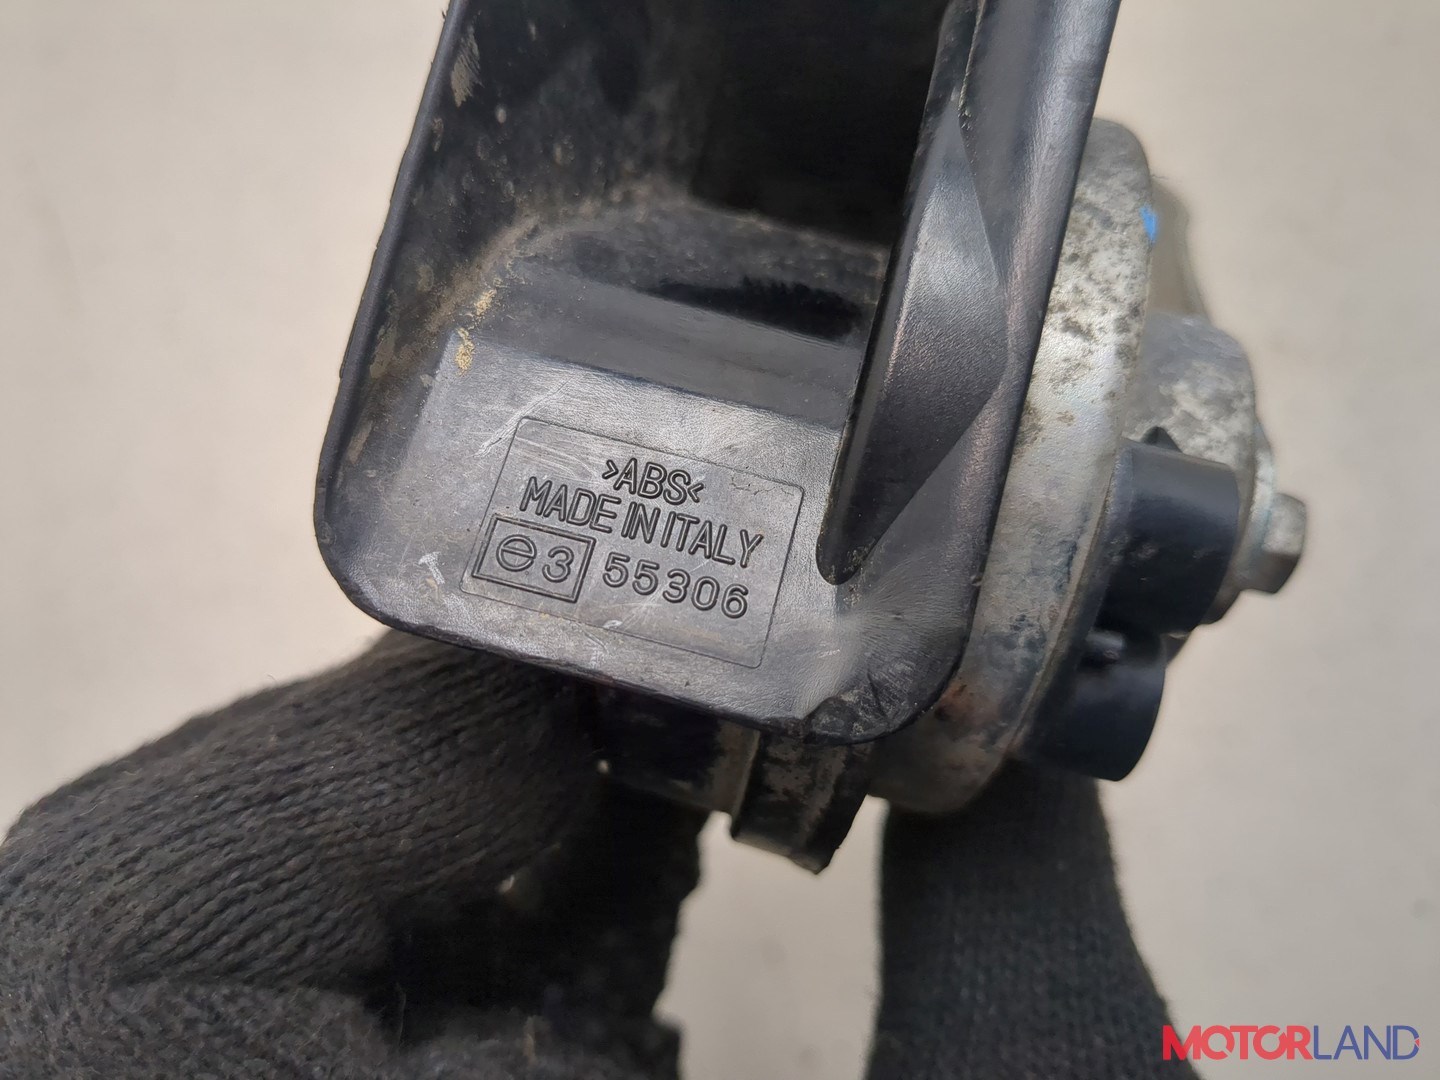 >ABS<
MADE IN ITALY
e3 55306
MOTORLAND